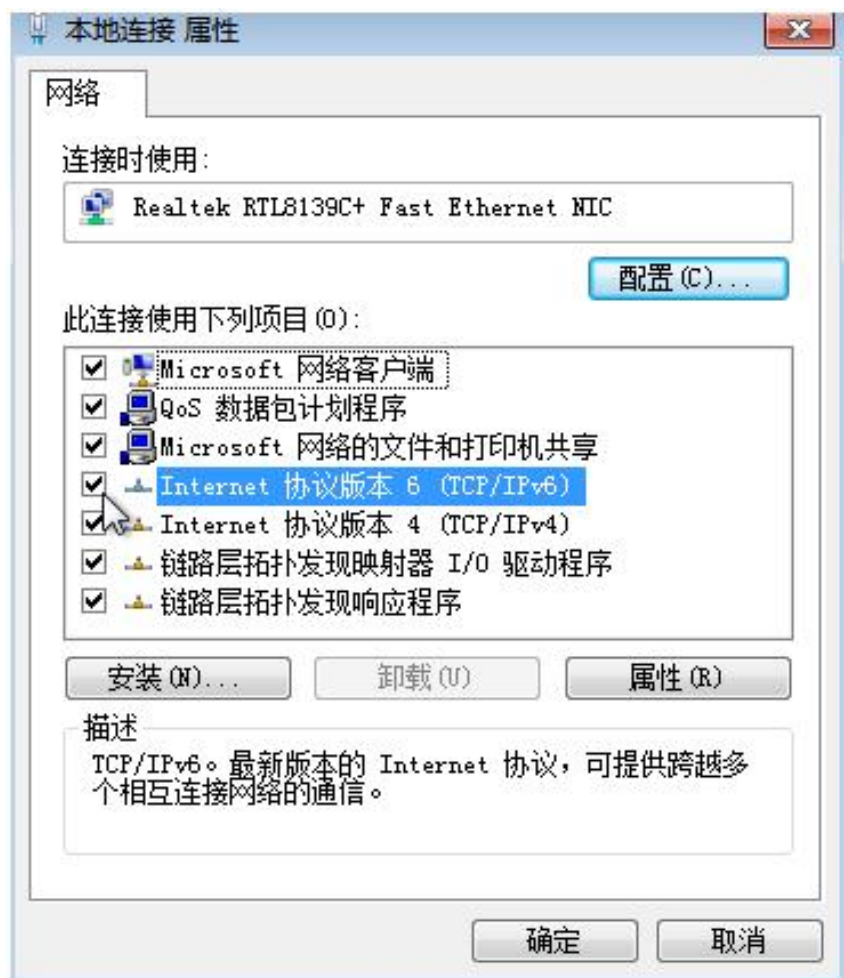 本地连接 属性
网络
连接时使用:
Realtek RTL8139C+ Fast Ethernet NIC
配置(C)...
此连接使用下列项目(O):
Microsoft 网络客户端
QoS 数据包计划程序
Microsoft 网络的文件和打印机共享
Internet 协议版本 6 (TCP/IPv6)
Internet 协议版本 4 (TCP/IPv4)
链路层拓扑发现映射器 I/O 驱动程序
链路层拓扑发现响应程序
安装(N)... 卸载(U) 属性(R)
描述
TCP/IPv6。最新版本的 Internet 协议，可提供跨越多
个相互连接网络的通信。
确定 取消